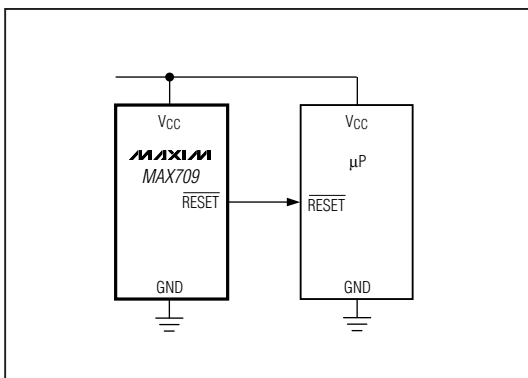 VCC
MAXIM
MAX709
RESET
GND
VCC
µP
RESET
GND